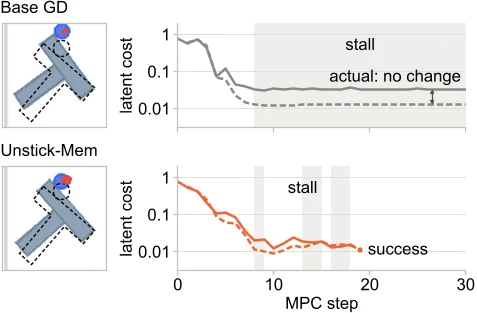 Base GD
latent cost
1
0.1
0.01
stall
actual: no change
Unstick-Mem
latent cost
1
0.1
0.01
stall
success
0
10
20
30
MPC step